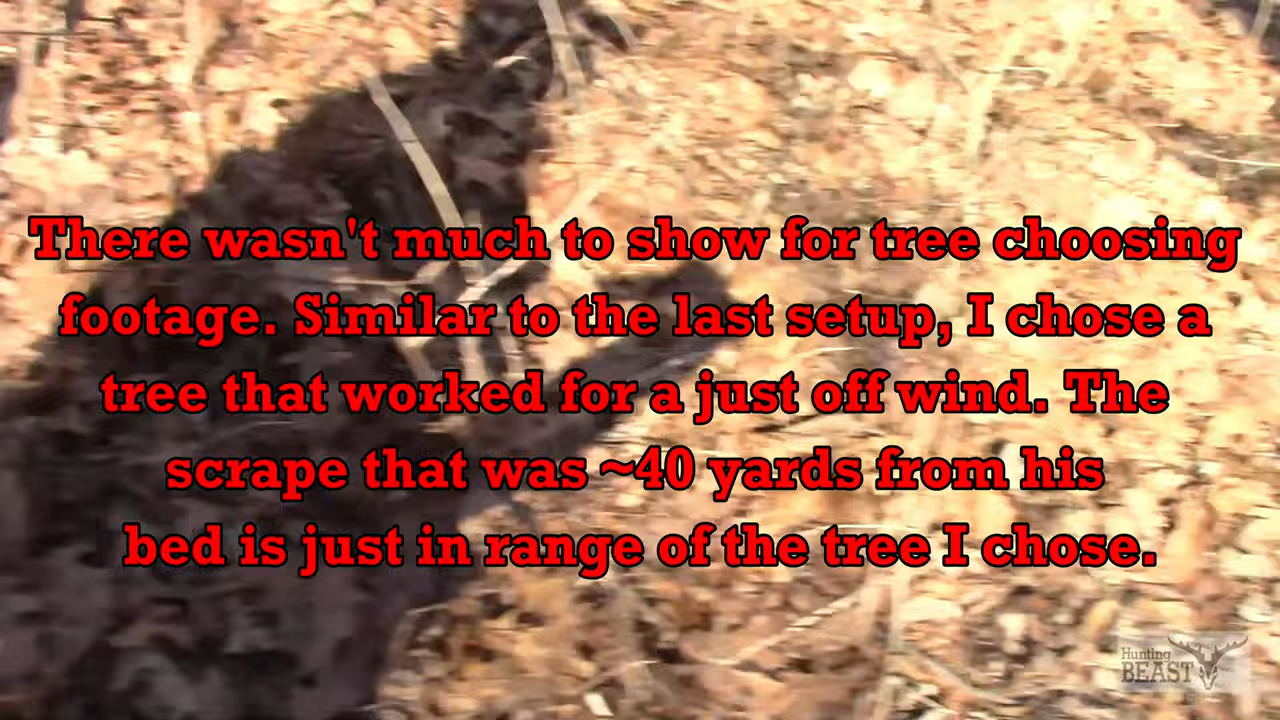 There wasn't much to show for tree choosing
footage. Similar to the last setup, I chose a
tree that worked for a just off wind. The
scrape that was ~40 yards from his
bed is just in range of the tree I chose.
Hunting
BEAST